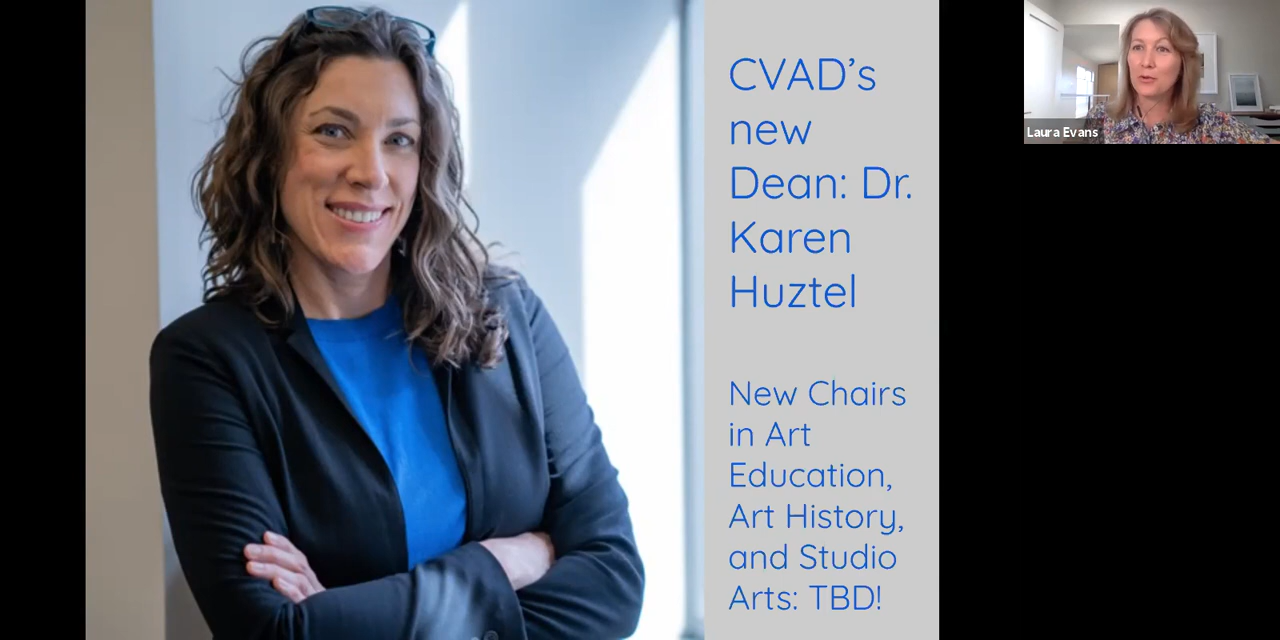 CVAD’s
new
Dean: Dr.
Karen
Huztel
New Chairs
in Art
Education,
Art History,
and Studio
Arts: TBD!
Laura Evans